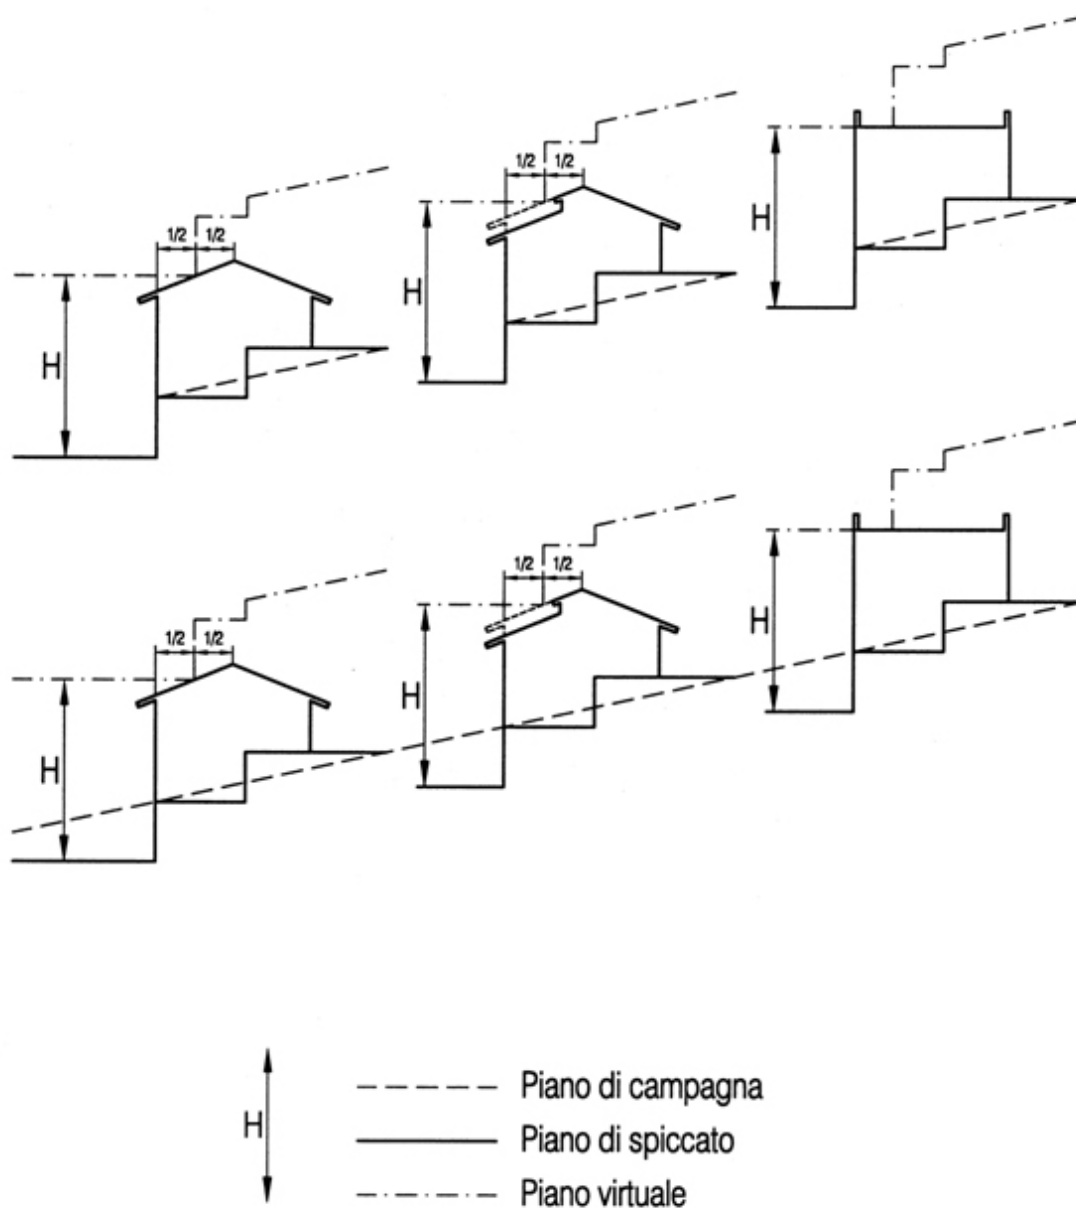 1/2 1/2
H
1/2 1/2
H
H
1/2 1/2
H
1/2 1/2
H
H
H
Piano di campagna
Piano di spiccato
Piano virtuale